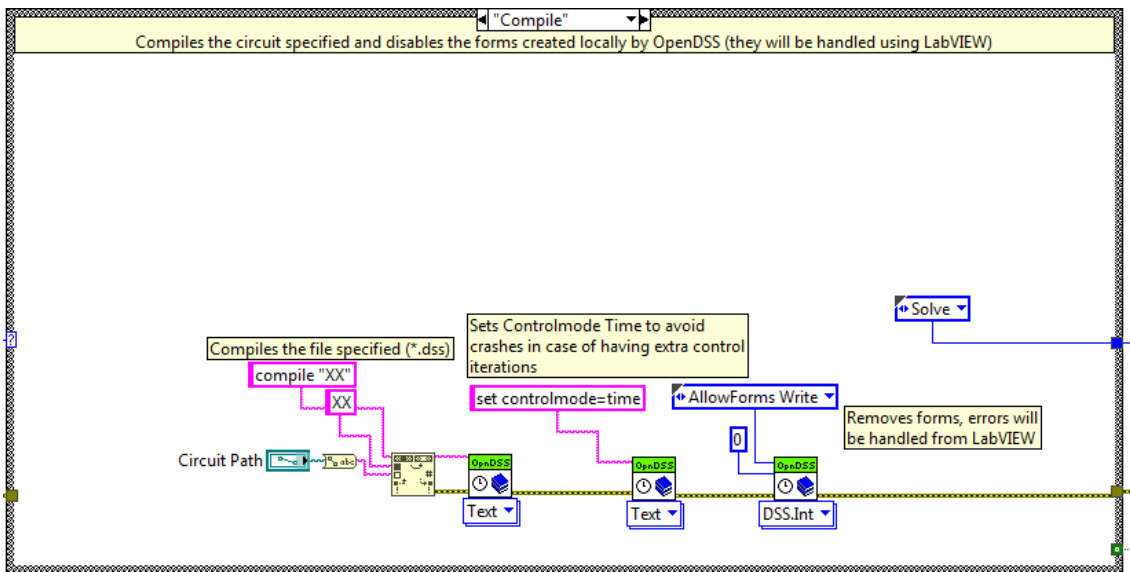 "Compile"
Compiles the circuit specified and disables the forms created locally by OpenDSS (they will be handled using LabVIEW)
Solve
?
Sets Controlmode Time to avoid
crashes in case of having extra control
iterations
Compiles the file specified (*.dss)
compile "XX"
XX
set controlmode=time
AllowForms Write
Removes forms, errors will
be handled from LabVIEW
0
Circuit Path
abc
OpnDSS
OpnDSS
OpnDSS
Text
Text
DSS.Int